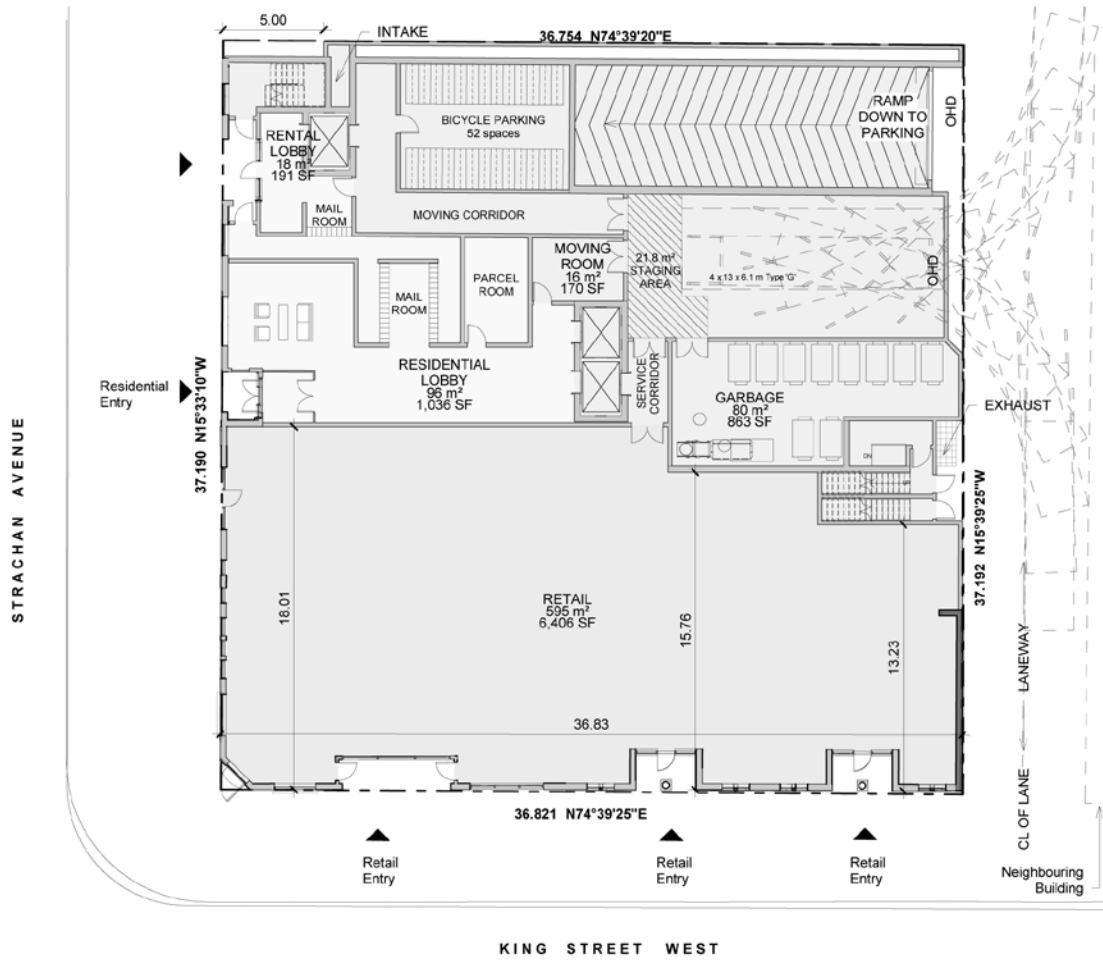 5.00
INTAKE
36.754 N74°39'20"E
RENTAL
LOBBY
18 m²
191 SF
BICYCLE PARKING
52 spaces
RAMP
DOWN TO
PARKING
OHD
MAIL
ROOM
MOVING CORRIDOR
MOVING
ROOM
16 m²
170 SF
21.8 m²
STAGING
AREA
4 x 13 x 6.1 m Type 'G'
OHD
PARCEL
ROOM
MAIL
ROOM
RESIDENTIAL
LOBBY
96 m²
1,036 SF
SERVICE
CORRIDOR
GARBAGE
80 m²
863 SF
EXHAUST
DN
UP
Residential
Entry
37.190 N15°33'10"W
STRACHAN AVENUE
37.192 N15°39'25"W
RETAIL
595 m²
6,406 SF
18.01
15.76
13.23
36.83
CL OF LANE
LANEWAY
36.821 N74°39'25"E
Retail
Entry
Retail
Entry
Retail
Entry
Neighbouring
Building
KING STREET WEST